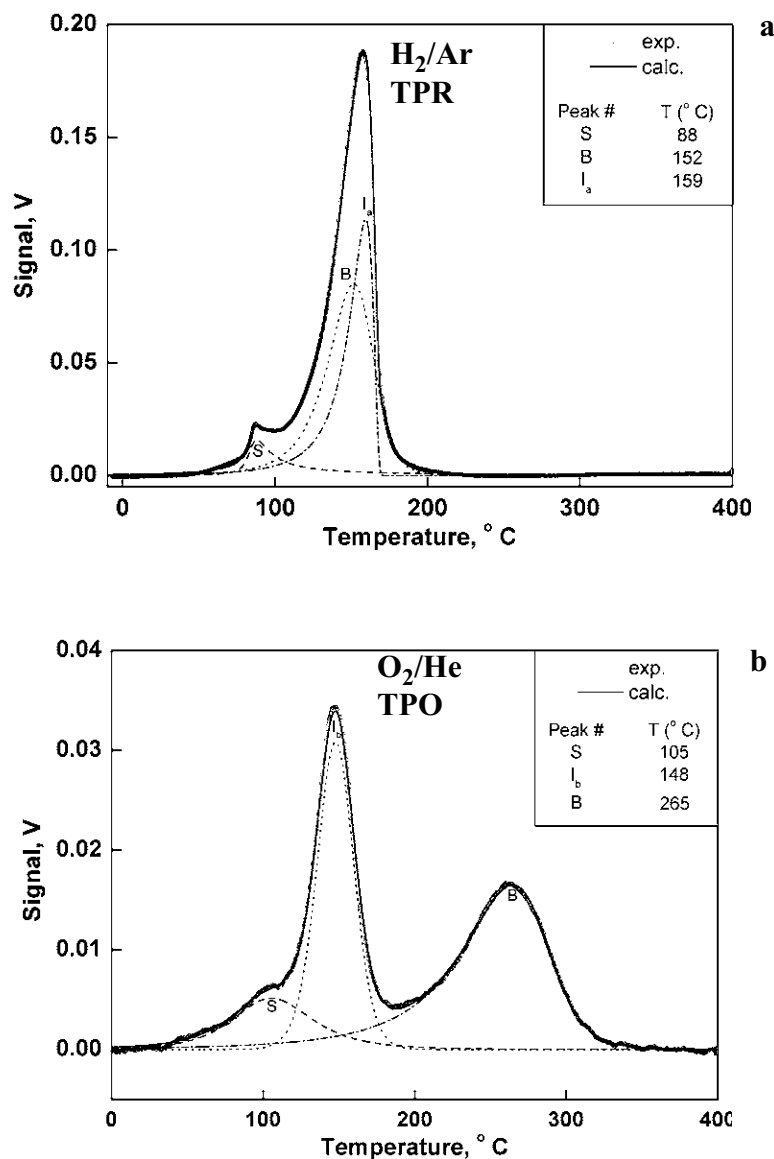 a
H₂/Ar
TPR
exp.
calc.
Peak # T (° C)
S 88
B 152
Iₐ 159
0.20
0.15
0.10
0.05
0.00
Signal, V
Iₐ
B
S
0 100 200 300 400
Temperature, ° C
b
O₂/He
TPO
exp.
calc.
Peak # T (° C)
S 105
I_b 148
B 265
0.04
0.03
0.02
0.01
0.00
Signal, V
I_b
S
B
0 100 200 300 400
Temperature, ° C